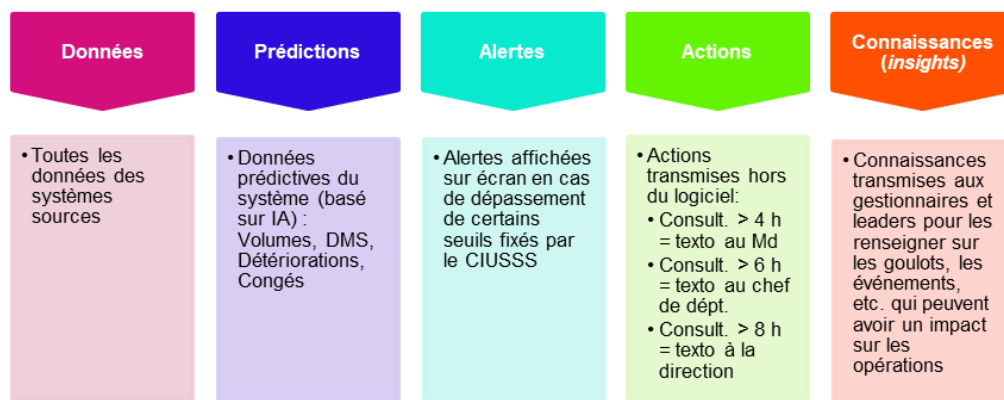 Données
Prédictions
Alertes
Actions
Connaissances
(insights)
• Toutes les
données des
systèmes
sources
• Données
prédictives du
système (basé
sur IA) :
Volumes, DMS,
Détériorations,
Congés
• Alertes affichées
sur écran en cas
de dépassement
de certains
seuils fixés par
le CIUSSS
• Actions
transmises hors
du logiciel:
• Consult. > 4 h
= texto au Md
• Consult. > 6 h
= texto au chef
de dépt.
• Consult. > 8 h
= texto à la
direction
• Connaissances
transmises aux
gestionnaires et
leaders pour les
renseigner sur
les goulots, les
événements,
etc. qui peuvent
avoir un impact
sur les
opérations